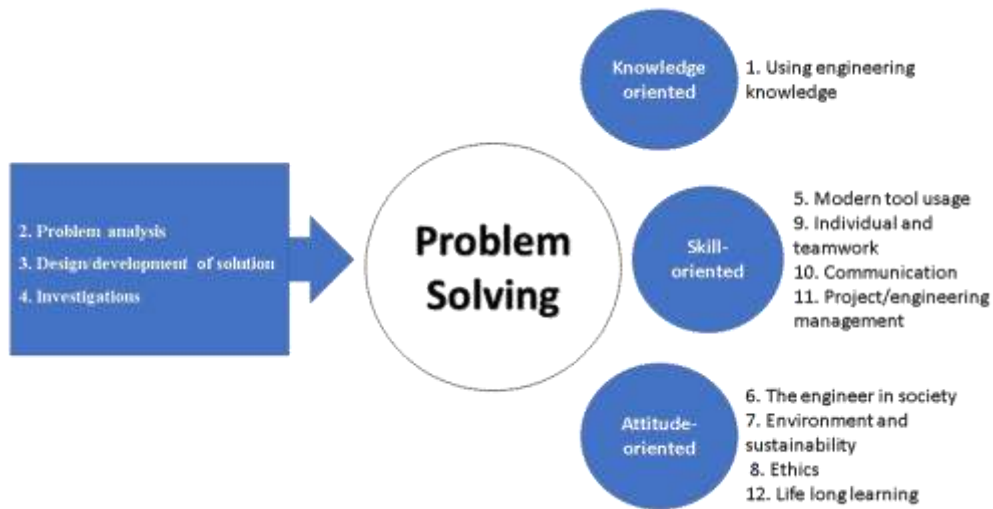 2. Problem analysis
3. Design/development of solution
4. Investigations
Problem
Solving
Knowledge
oriented
1. Using engineering
knowledge
Skill-
oriented
5. Modern tool usage
9. Individual and
teamwork
10. Communication
11. Project/engineering
management
Attitude-
oriented
6. The engineer in society
7. Environment and
sustainability
8. Ethics
12. Life long learning